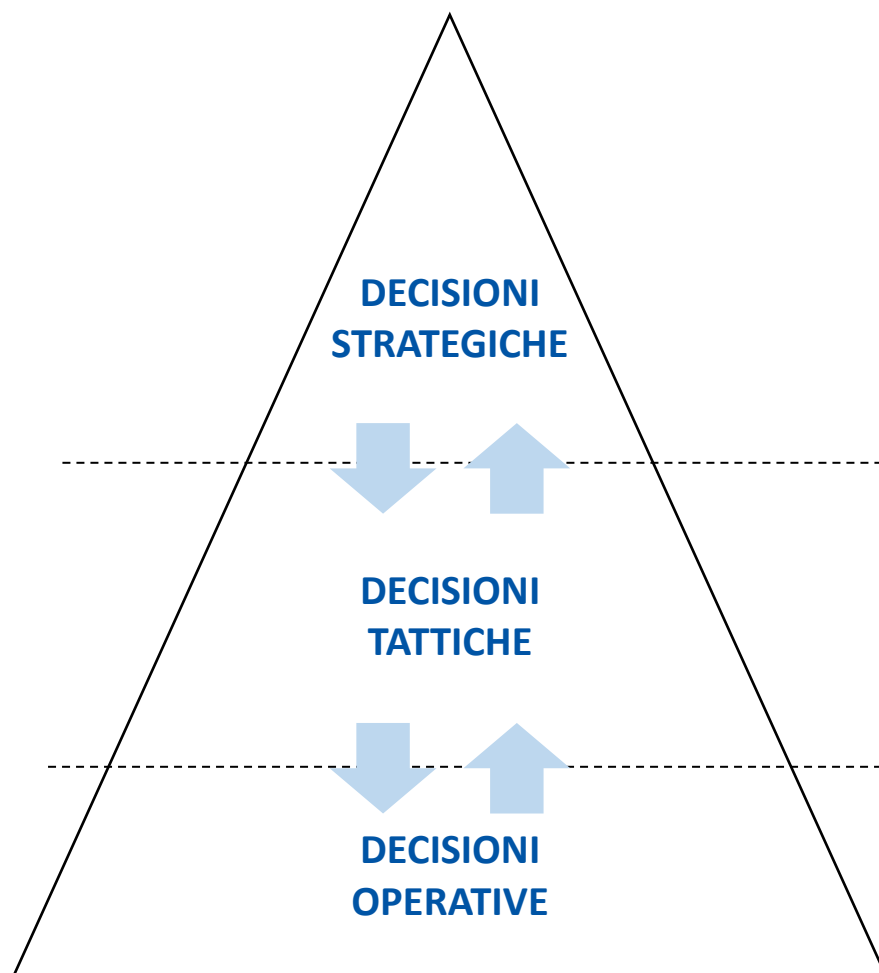 DECISIONI
STRATEGICHE
DECISIONI
TATTICHE
DECISIONI
OPERATIVE